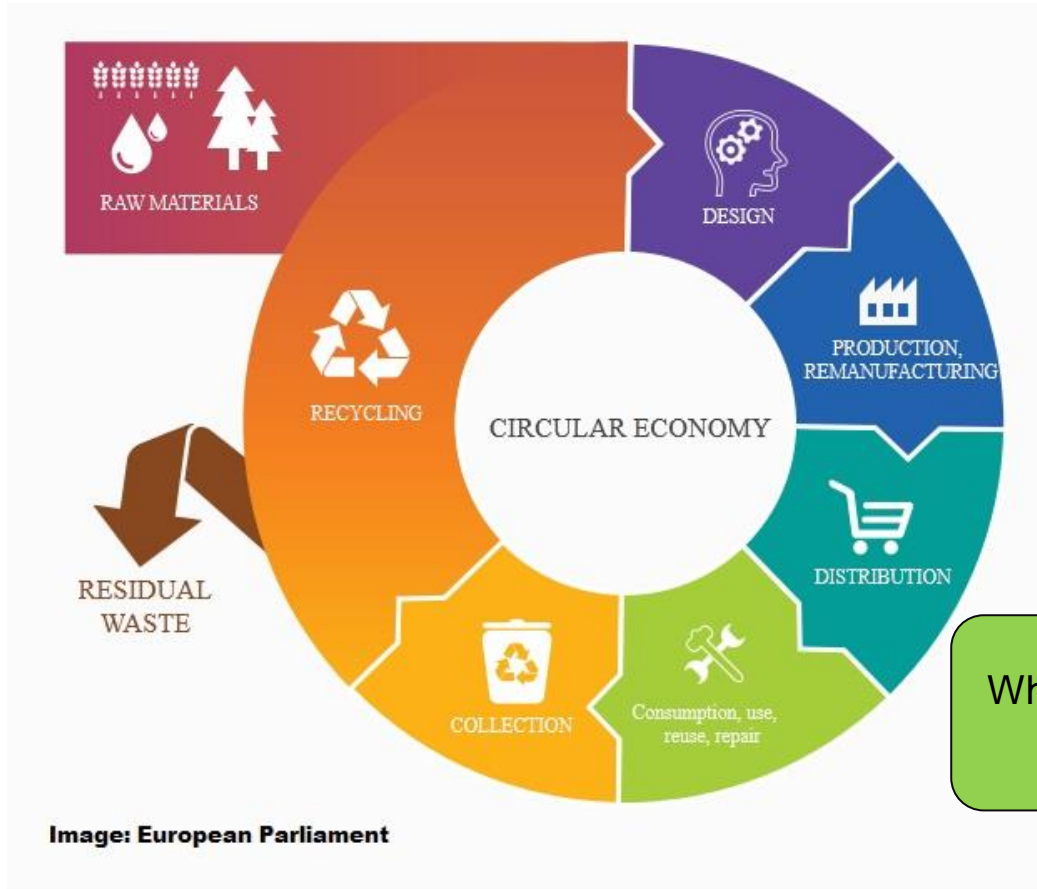 RAW MATERIALS
DESIGN
PRODUCTION,
REMANUFACTURING
RECYCLING
CIRCULAR ECONOMY
DISTRIBUTION
RESIDUAL
WASTE
COLLECTION
Consumption, use,
reuse, repair
Image: European Parliament